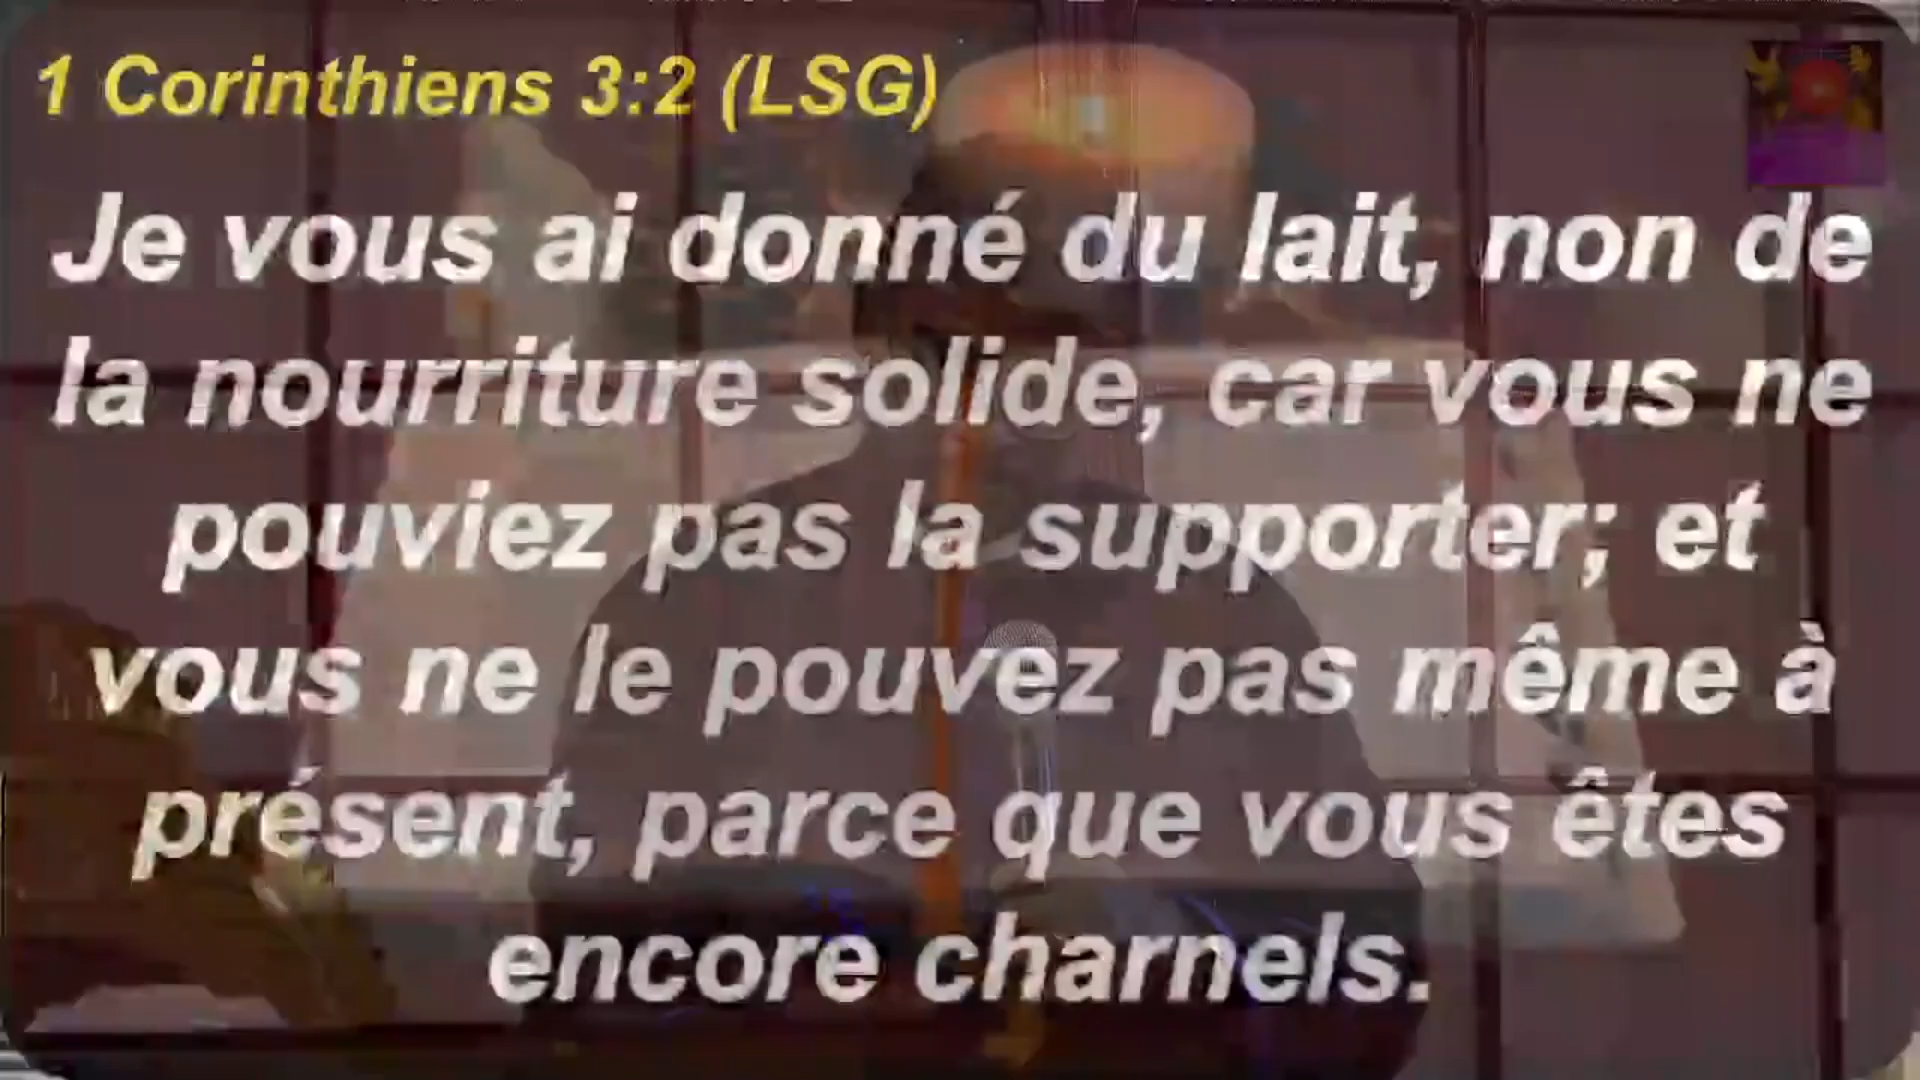 1 Corinthiens 3:2 (LSG)
Je vous ai donné du lait, non de
la nourriture solide, car vous ne
pouviez pas la supporter; et
vous ne le pouvez pas même à
présent, parce que vous êtes
encore charnels.